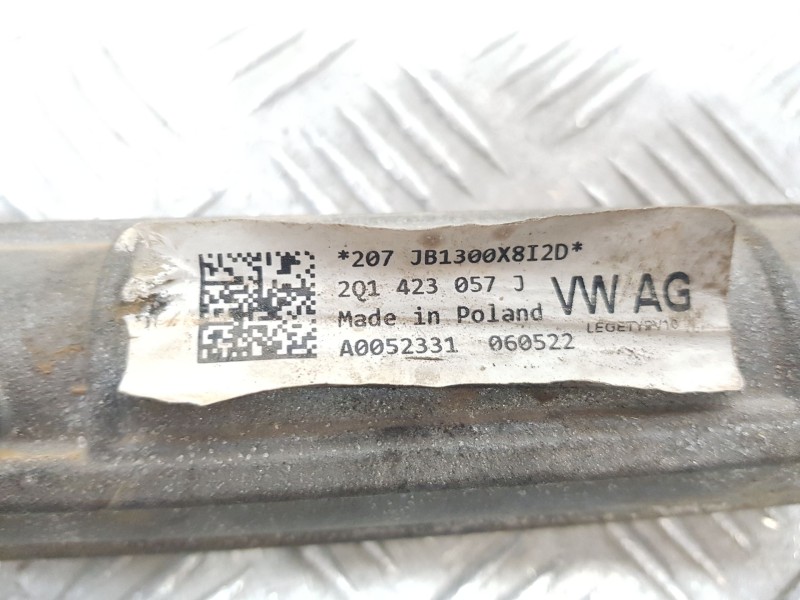 *207 JB1300X8I2D*
2Q1 423 057 J
Made in Poland
A0052331 060522
VW AG